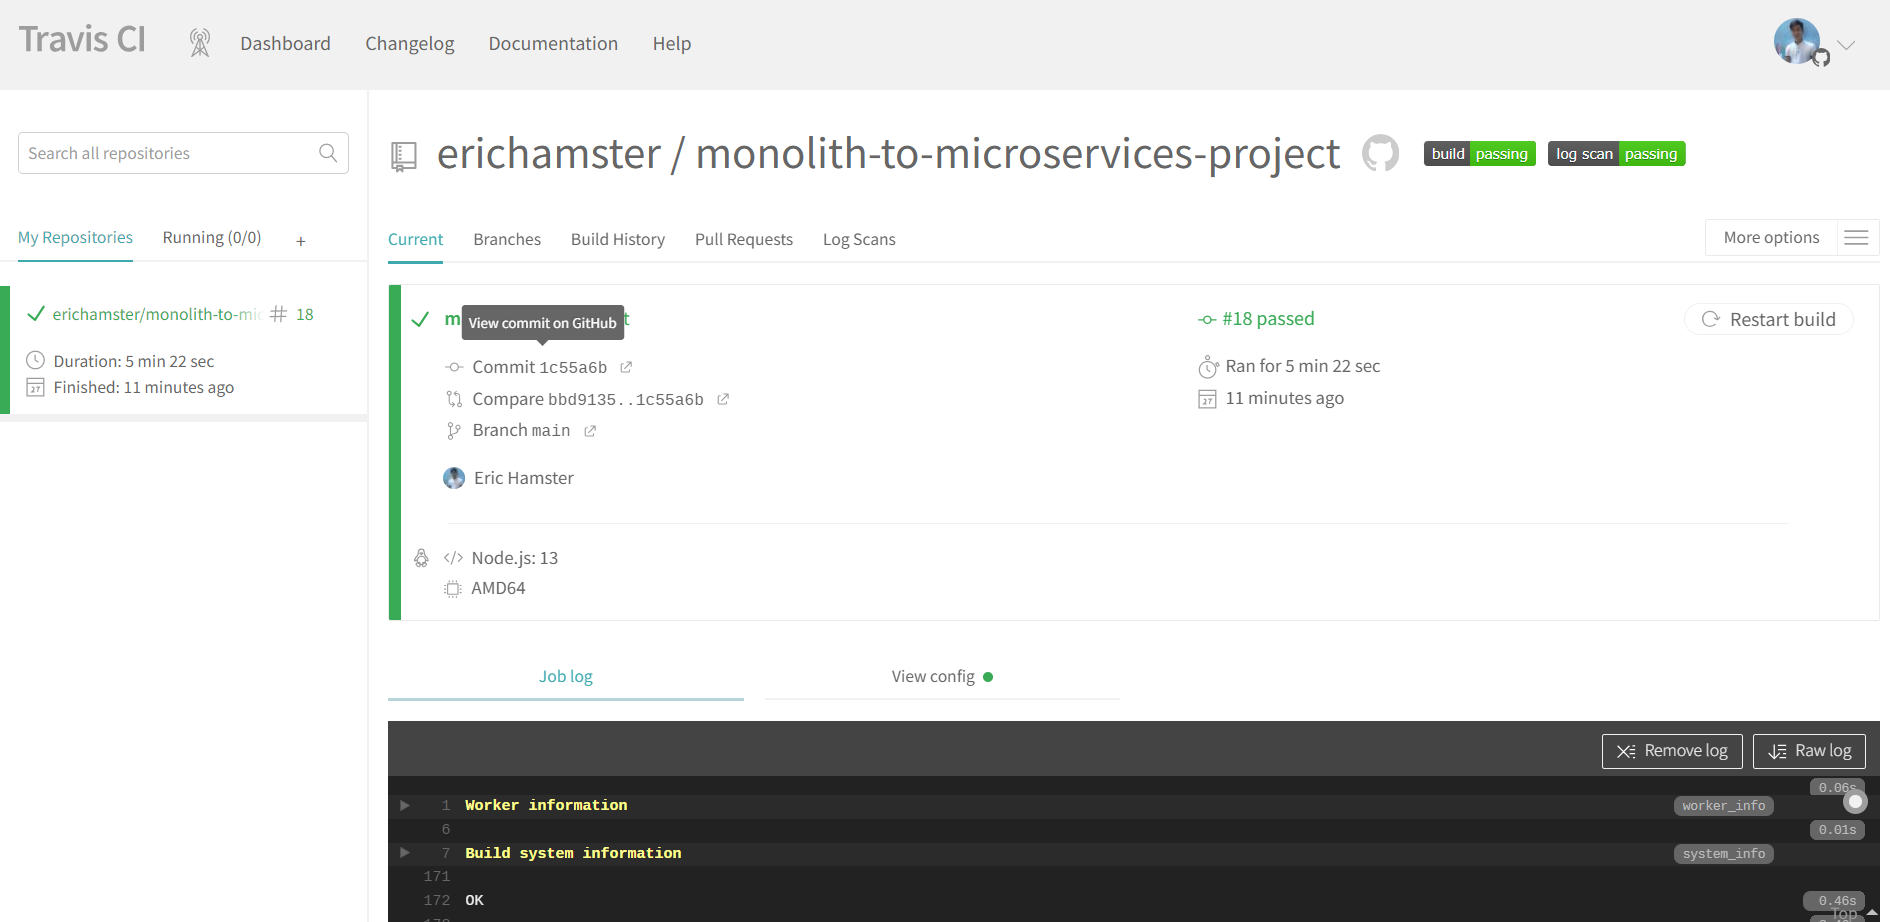 Travis CI
Dashboard
Changelog
Documentation
Help
Search all repositories
My Repositories
Running (0/0)
+
erichamster/monolith-to-mic
# 18
Duration: 5 min 22 sec
Finished: 11 minutes ago
erichamster / monolith-to-microservices-project
build passing
log scan passing
Current
Branches
Build History
Pull Requests
Log Scans
More options
View commit on GitHub
Commit 1c55a6b
Compare bbd9135..1c55a6b
Branch main
Eric Hamster
#18 passed
Ran for 5 min 22 sec
11 minutes ago
Restart build
Node.js: 13
AMD64
Job log
View config
Remove log
Raw log
0.06s
1 Worker information worker_info
6 0.01s
7 Build system information system_info
171
172 OK 0.46s
Top